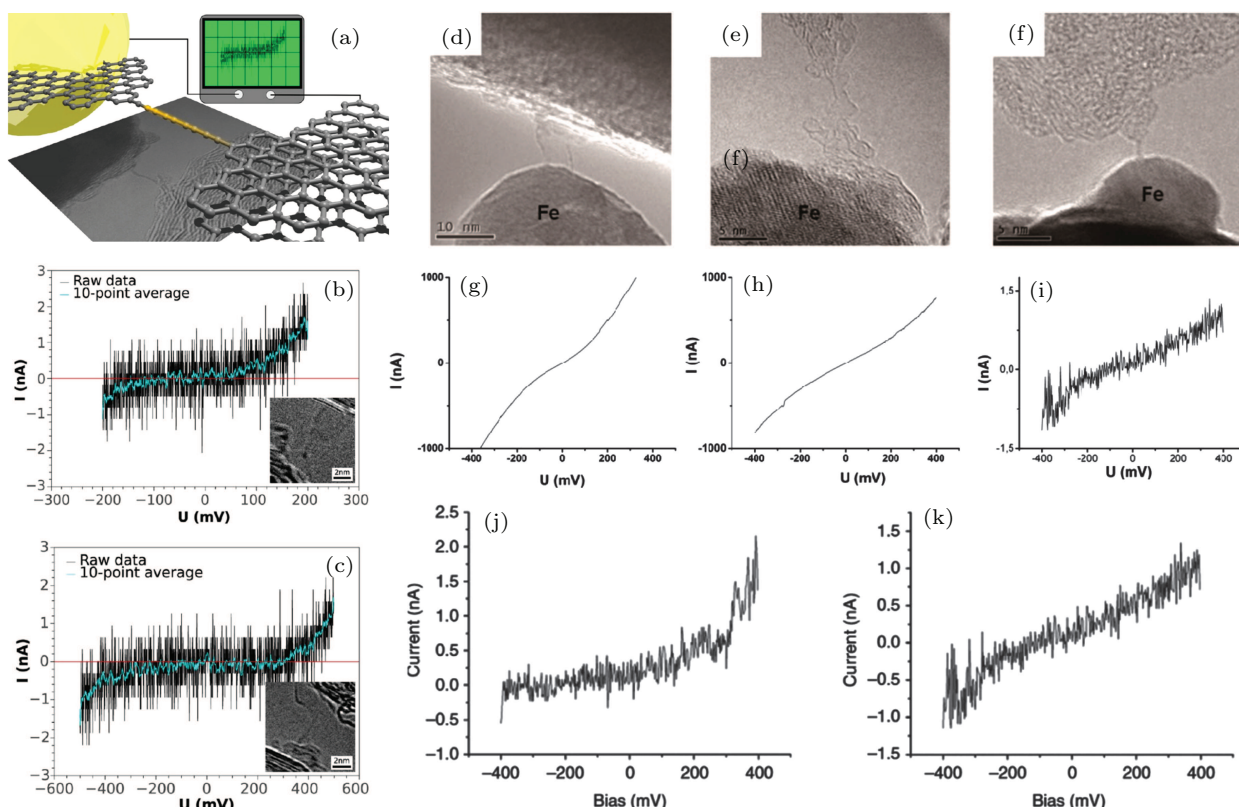 (a)
(d)
Fe
10 nm
(e)
(f)
Fe
5 nm
(f)
Fe
5 nm
(b)
Raw data
10-point average
I (nA)
3
2
1
0
−1
−2
−3
−300 −200 −100 0 100 200 300
U (mV)
2nm
(g)
I (nA)
1000
0
-1000
-400 -200 0 200 400
U (mV)
(h)
I (nA)
1000
0
-1000
-400 -200 0 200 400
U (mV)
(i)
I (nA)
1,5
0,0
-1,5
-400 -200 0 200 400
U (mV)
(c)
Raw data
10-point average
I (nA)
3
2
1
0
−1
−2
−3
−600 −400 −200 0 200 400 600
U (mV)
2nm
(j)
Current (nA)
2.5
2.0
1.5
1.0
0.5
0.0
−0.5
−1.0
−400 −200 0 200 400
Bias (mV)
(k)
Current (nA)
2.0
1.5
1.0
0.5
0.0
−0.5
−1.0
−1.5
−400 −200 0 200 400
Bias (mV)